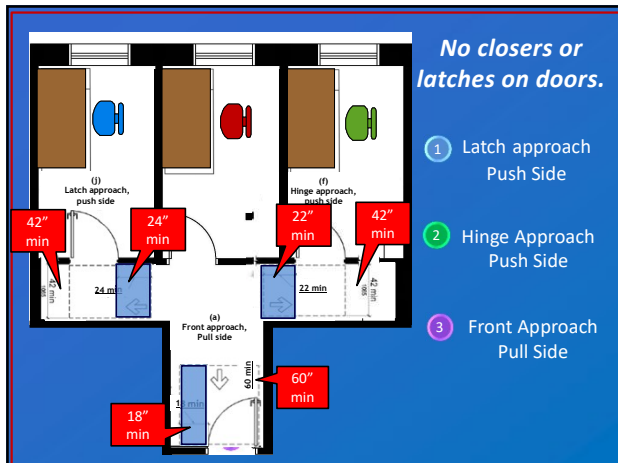 No closers or
latches on doors.
1 Latch approach
Push Side
2 Hinge Approach
Push Side
3 Front Approach
Pull Side
(j)
Latch approach,
push side
(f)
Hinge approach,
push side
42”
min
24”
min
22”
min
42”
min
42 min
1065
24 min
22 min
42 min
1065
(a)
Front approach,
Pull side
60 min
60”
min
18 min
18”
min